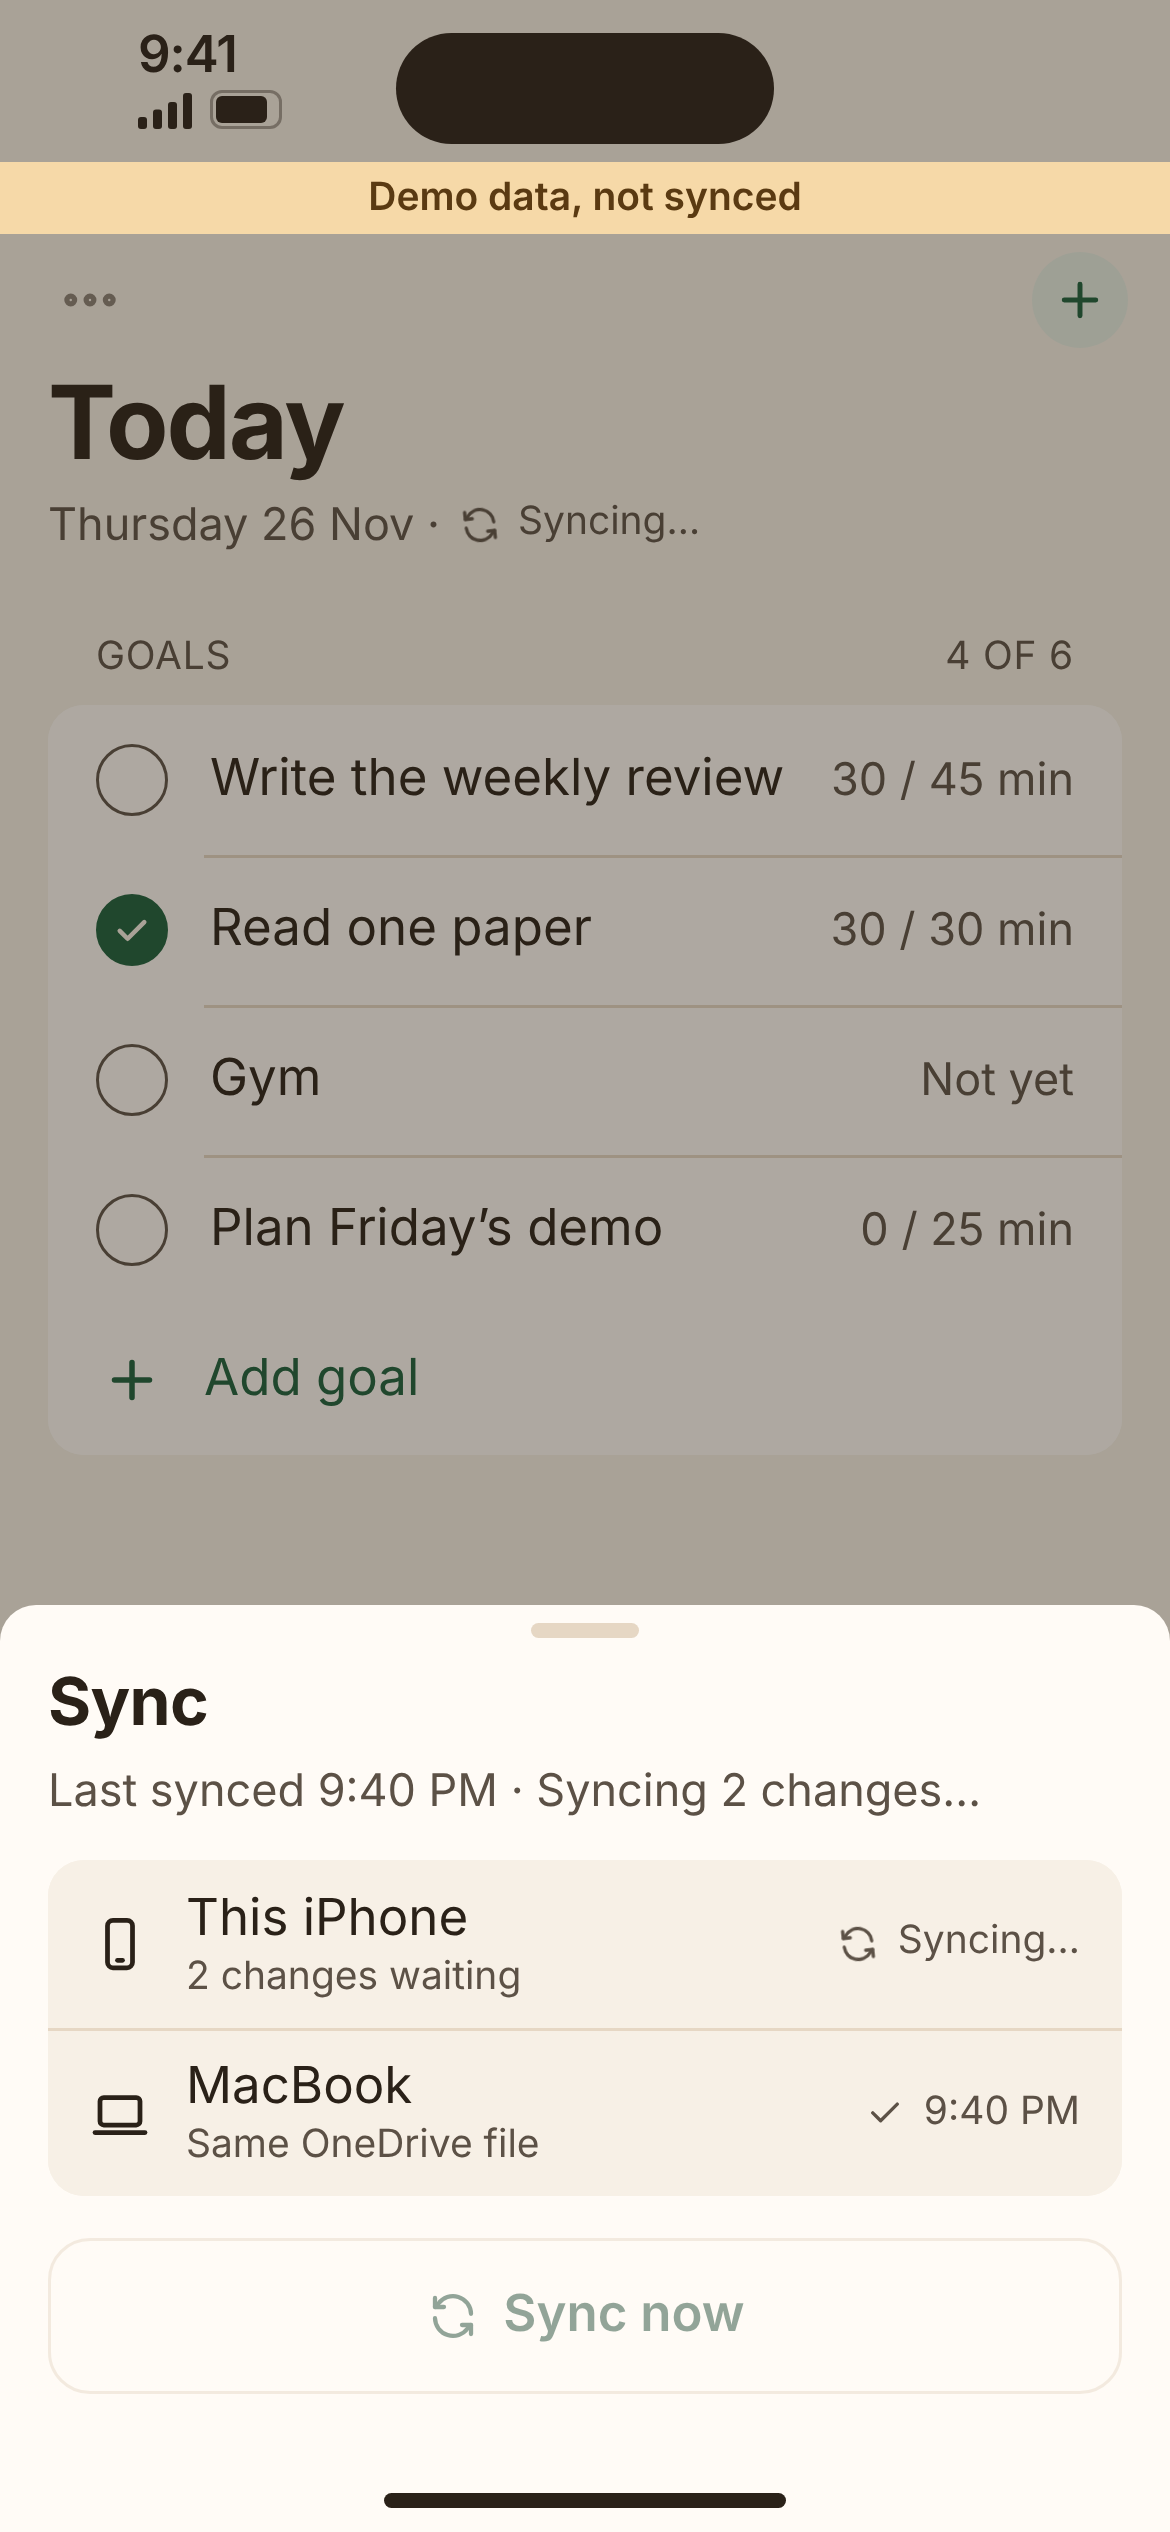 9:41
Demo data, not synced
Today
Thursday 26 Nov · Syncing...
GOALS 4 OF 6
Write the weekly review 30 / 45 min
Read one paper 30 / 30 min
Gym Not yet
Plan Friday’s demo 0 / 25 min
Add goal
Sync
Last synced 9:40 PM · Syncing 2 changes...
This iPhone
2 changes waiting
Syncing...
MacBook
Same OneDrive file
9:40 PM
Sync now